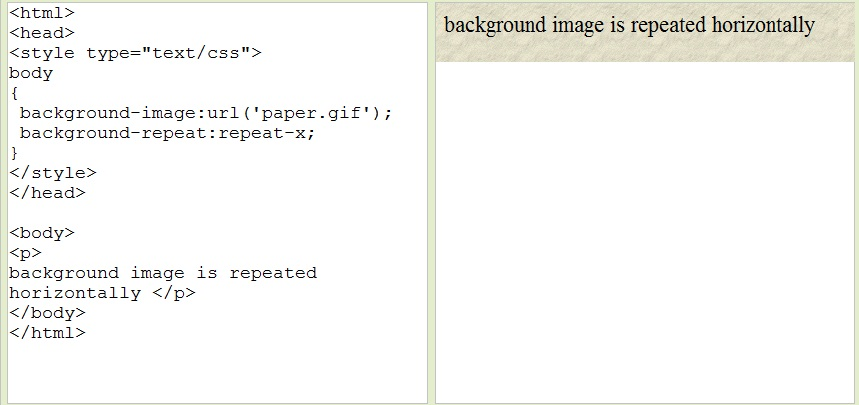 <html>
<head>
<style type="text/css">
body
{
 background-image:url('paper.gif');
 background-repeat:repeat-x;
}
</style>
</head>

<body>
<p>
background image is repeated
horizontally </p>
</body>
</html>
background image is repeated horizontally